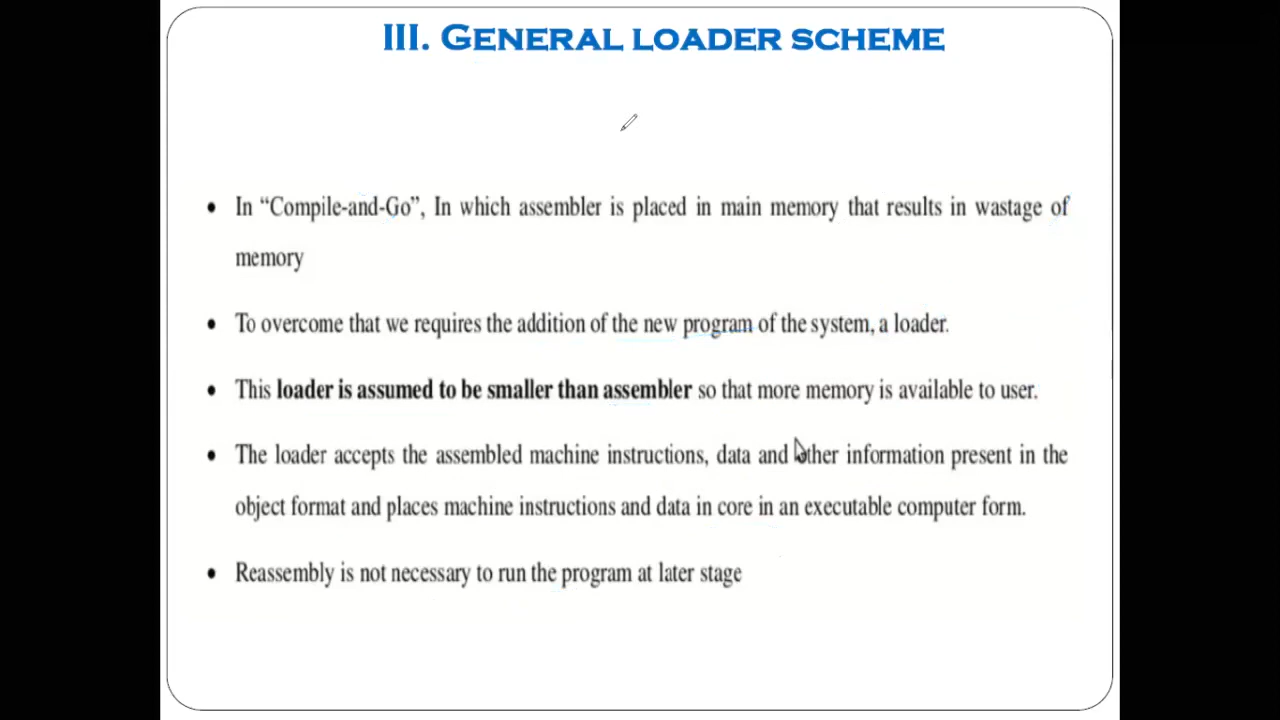 III. GENERAL LOADER SCHEME
• In “Compile-and-Go”, In which assembler is placed in main memory that results in wastage of
memory
• To overcome that we requires the addition of the new program of the system, a loader.
• This loader is assumed to be smaller than assembler so that more memory is available to user.
• The loader accepts the assembled machine instructions, data and other information present in the
object format and places machine instructions and data in core in an executable computer form.
• Reassembly is not necessary to run the program at later stage